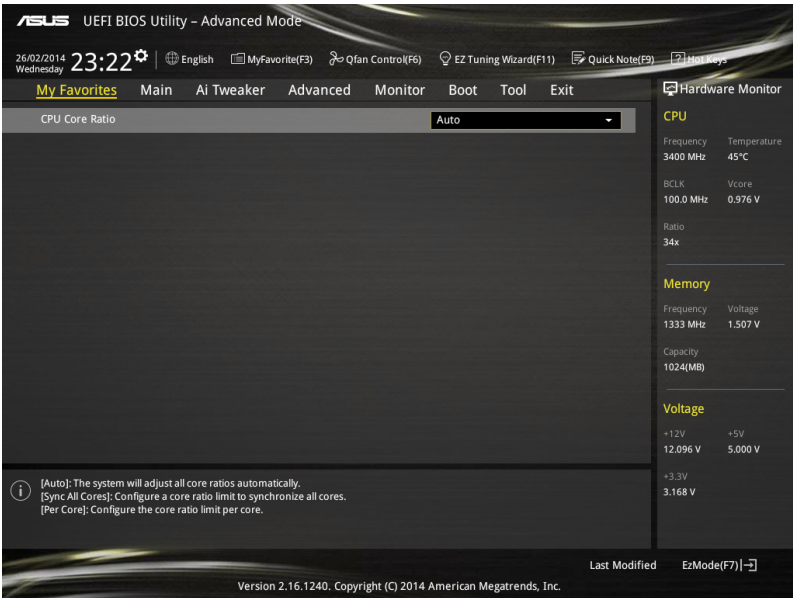 ASUS UEFI BIOS Utility – Advanced Mode
26/02/2014 Wednesday 23:22 English MyFavorite(F3) Qfan Control(F6) EZ Tuning Wizard(F11) Quick Note(F9) ? Hot Keys
My Favorites Main Ai Tweaker Advanced Monitor Boot Tool Exit
CPU Core Ratio Auto
[Auto]: The system will adjust all core ratios automatically.
[Sync All Cores]: Configure a core ratio limit to synchronize all cores.
[Per Core]: Configure the core ratio limit per core.
Hardware Monitor
CPU
Frequency Temperature
3400 MHz 45°C
BCLK Vcore
100.0 MHz 0.976 V
Ratio
34x
Memory
Frequency Voltage
1333 MHz 1.507 V
Capacity
1024(MB)
Voltage
+12V +5V
12.096 V 5.000 V
+3.3V
3.168 V
Last Modified EzMode(F7)
Version 2.16.1240. Copyright (C) 2014 American Megatrends, Inc.